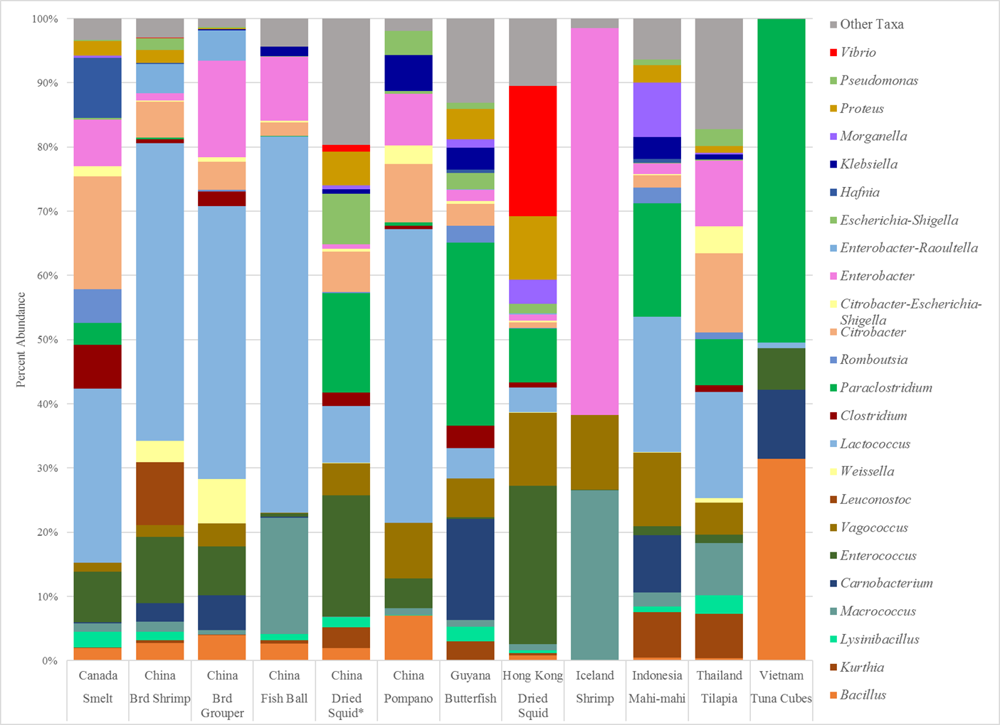 100%
90%
80%
70%
60%
50%
40%
30%
20%
10%
0%
Percent Abundance
Canada
Smelt
China
Brd Shrimp
China
Brd
Grouper
China
Fish Ball
China
Dried
Squid*
China
Pompano
Guyana
Butterfish
Hong Kong
Dried
Squid
Iceland
Shrimp
Indonesia
Mahi-mahi
Thailand
Tilapia
Vietnam
Tuna Cubes
Other Taxa
Vibrio
Pseudomonas
Proteus
Morganella
Klebsiella
Hafnia
Escherichia-Shigella
Enterobacter-Raoultella
Enterobacter
Citrobacter-Escherichia-
Shigella
Citrobacter
Romboutsia
Paraclostridium
Clostridium
Lactococcus
Weissella
Leuconostoc
Vagococcus
Enterococcus
Carnobacterium
Macrococcus
Lysinibacillus
Kurthia
Bacillus